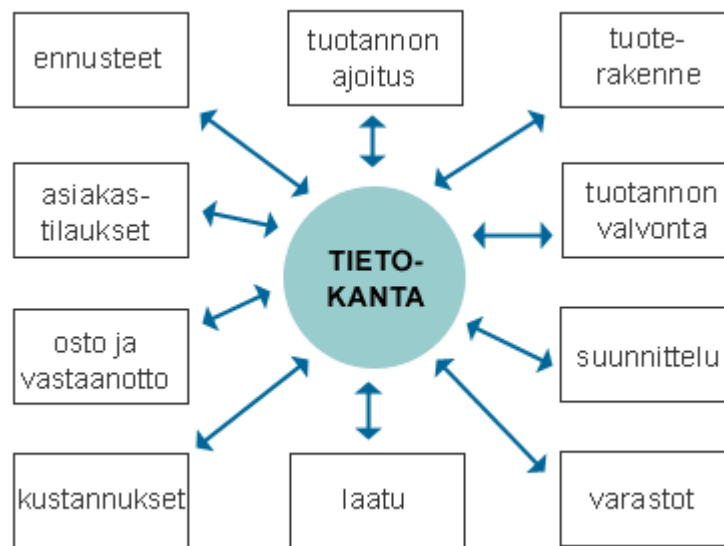 ennusteet
tuotannon
ajoitus
tuote-
rakenne
asiakas-
tilaukset
TIETO-
KANTA
tuotannon
valvonta
osto ja
vastaanotto
suunnittelu
kustannukset
laatu
varastot